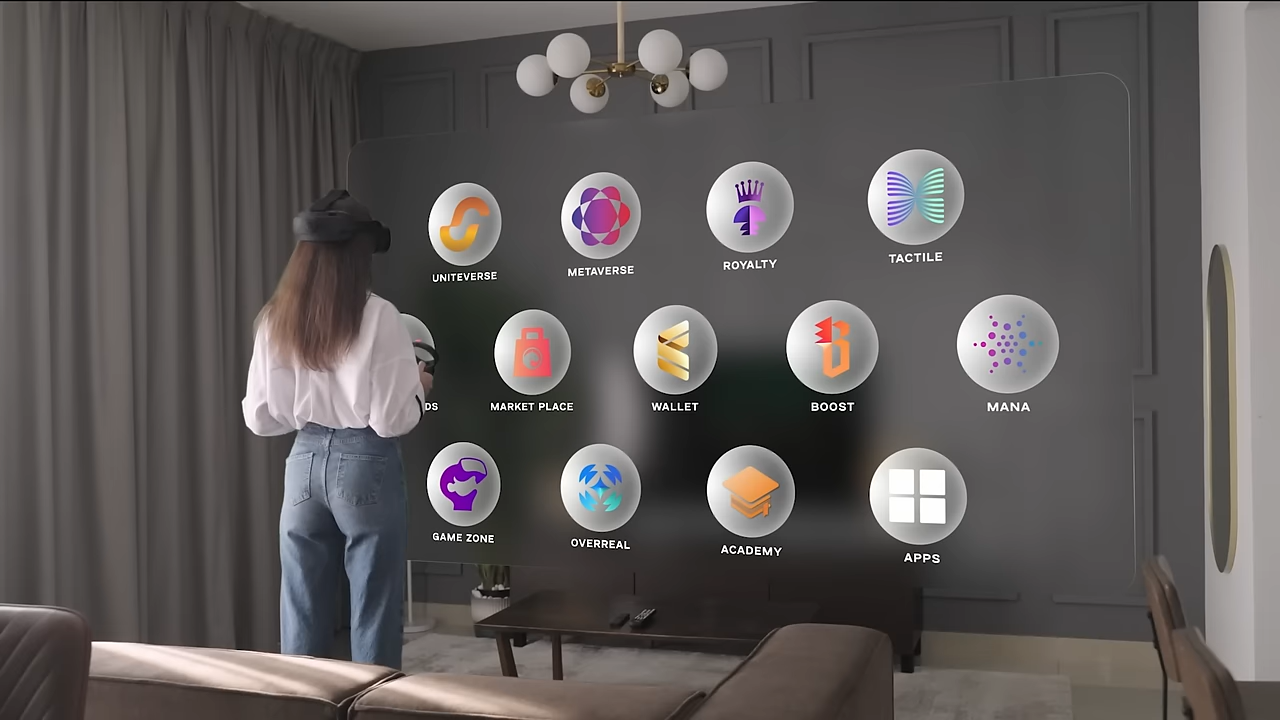 UNITEVERSE
METAVERSE
ROYALTY
TACTILE
DS
MARKET PLACE
WALLET
BOOST
MANA
GAME ZONE
OVERREAL
ACADEMY
APPS